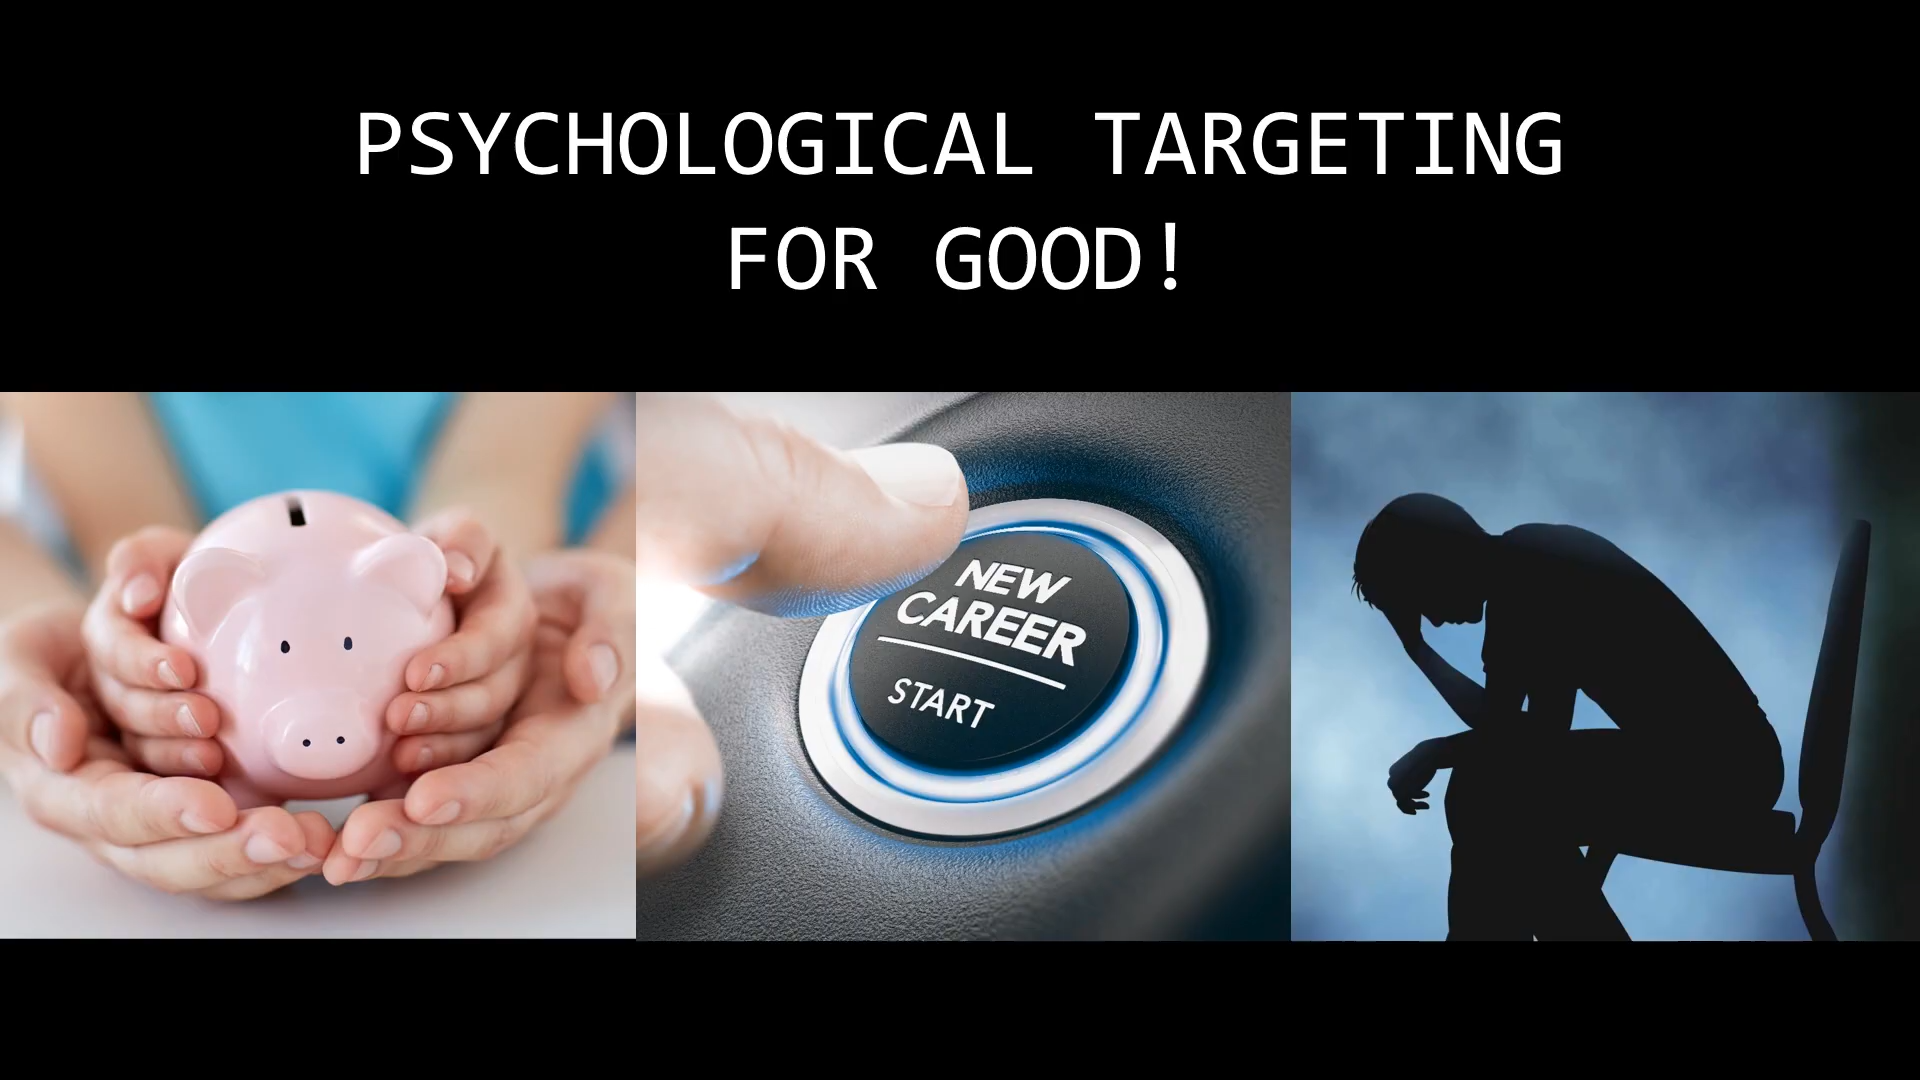 PSYCHOLOGICAL TARGETING
FOR GOOD!
NEW
CAREER
START